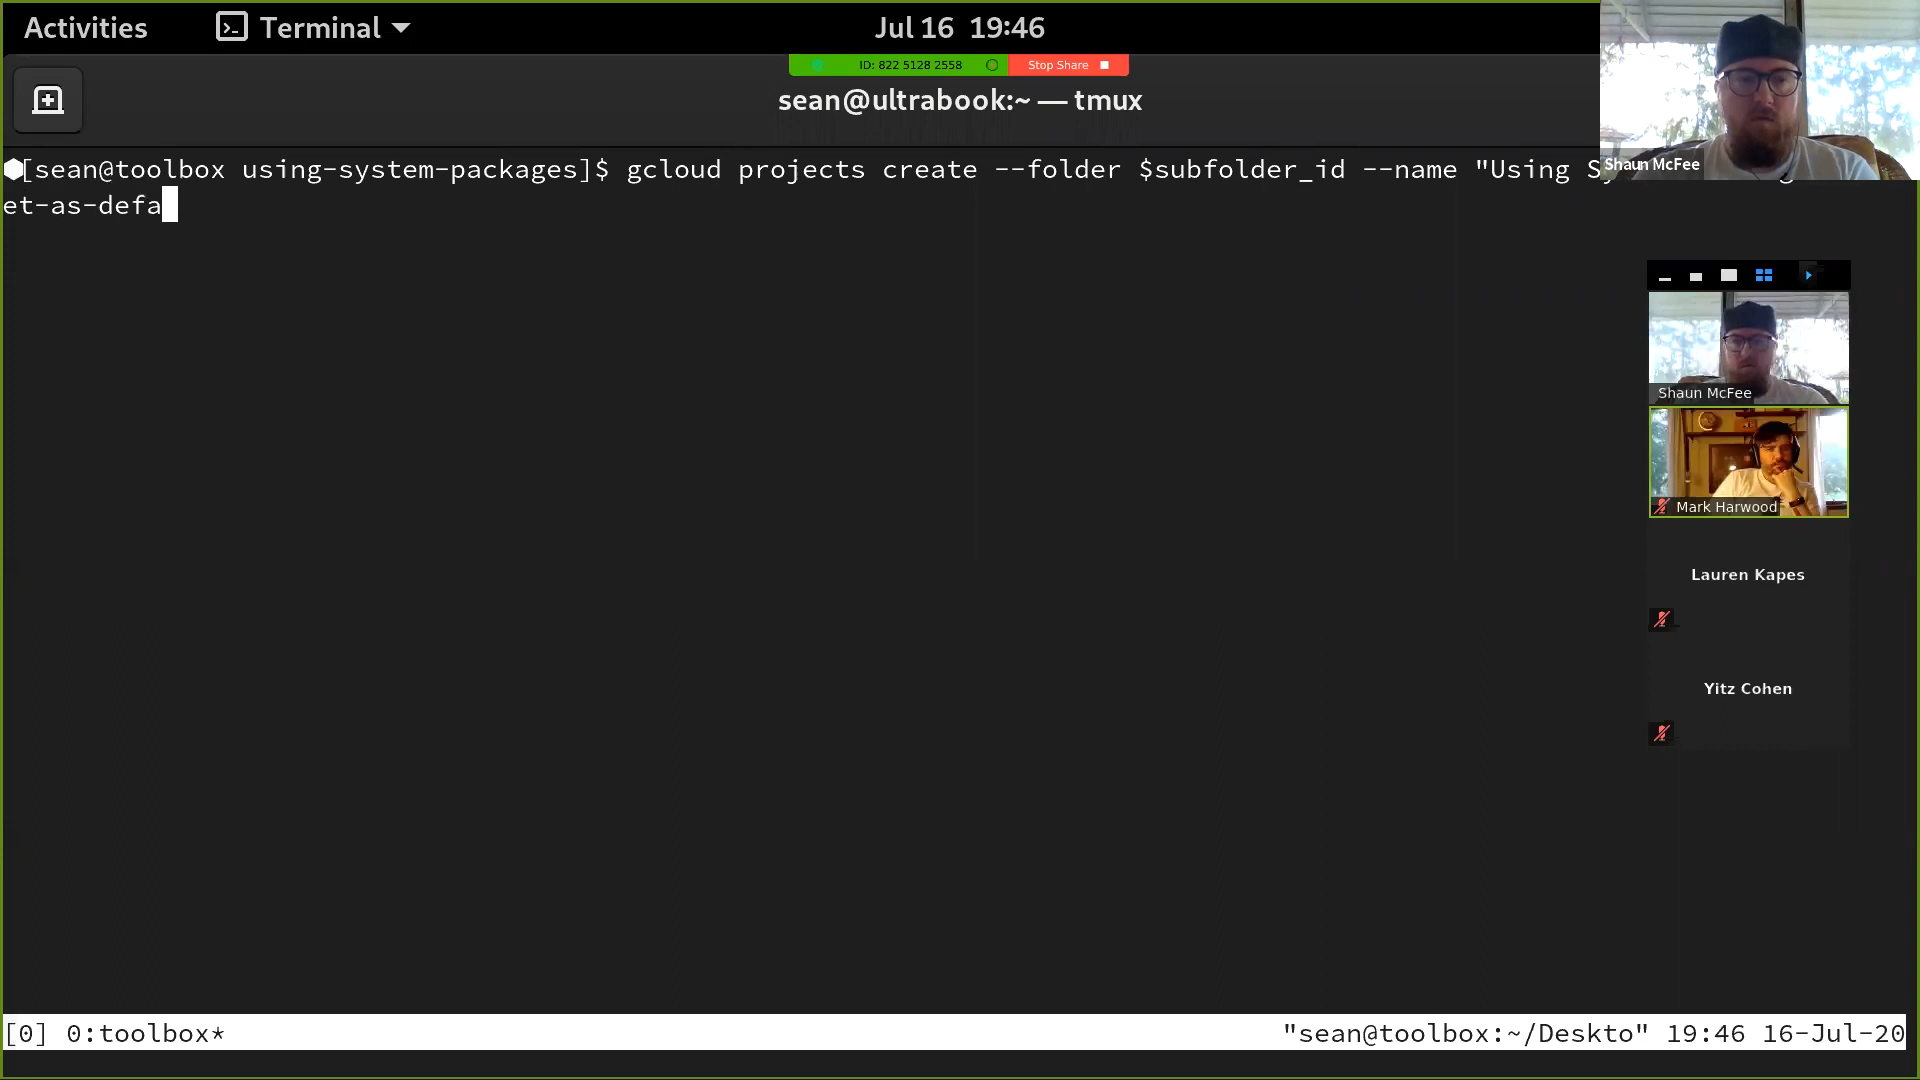 Activities
Terminal
Jul 16 19:46
ID: 822 5128 2558
Stop Share
sean@ultrabook:~ — tmux
Shaun McFee
[sean@toolbox using-system-packages]$ gcloud projects create --folder $subfolder_id --name "Using
et-as-defa
Shaun McFee
Mark Harwood
Lauren Kapes
Yitz Cohen
[0] 0:toolbox*
"sean@toolbox:~/Deskto" 19:46 16-Jul-20